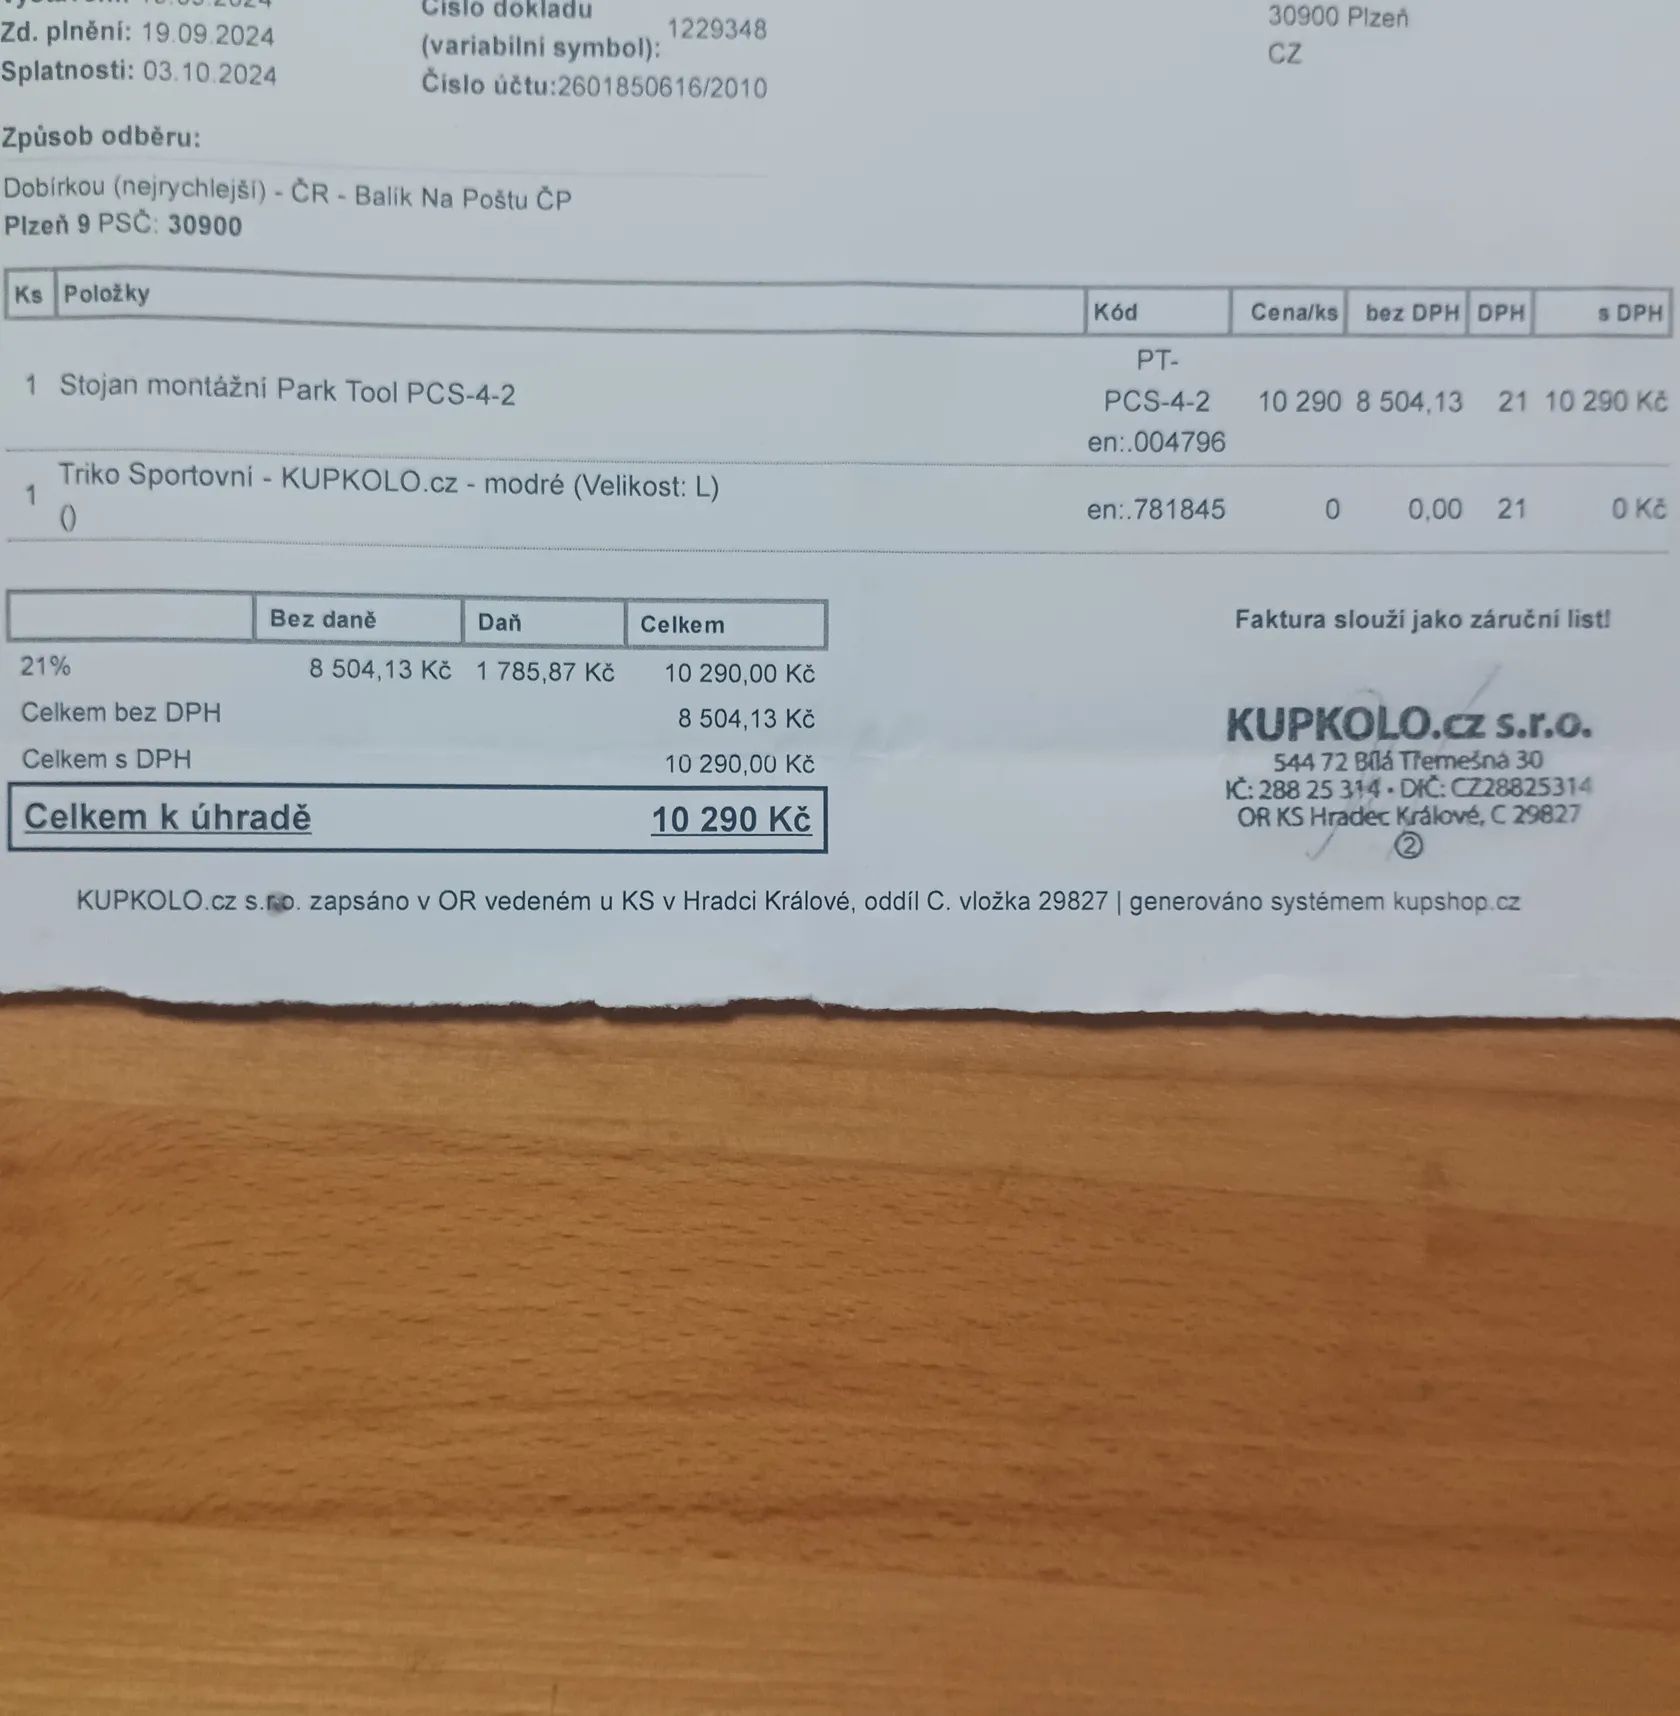 Zd. plnění: 19.09.2024
Splatnosti: 03.10.2024
Číslo dokladu
(variabilní symbol): 1229348
Číslo účtu:2601850616/2010
30900 Plzeň
CZ
Způsob odběru:
Dobírkou (nejrychlejší) - ČR - Balík Na Poštu ČP
Plzeň 9 PSČ: 30900
Ks Položky Kód Cena/ks bez DPH DPH s DPH
PT-
1 Stojan montážní Park Tool PCS-4-2 PCS-4-2 10 290 8 504,13 21 10 290 Kč
en:.004796
Triko Sportovní - KUPKOLO.cz - modré (Velikost: L)
1 () en:.781845 0 0,00 21 0 Kč
Bez daně Daň Celkem
21% 8 504,13 Kč 1 785,87 Kč 10 290,00 Kč
Celkem bez DPH 8 504,13 Kč
Celkem s DPH 10 290,00 Kč
Celkem k úhradě 10 290 Kč
Faktura slouží jako záruční list!
KUPKOLO.cz s.r.o.
544 72 Bílá Třemešná 30
IČ: 288 25 314 • DIČ: CZ28825314
OR KS Hradec Králové, C 29827
2
KUPKOLO.cz s.r.o. zapsáno v OR vedeném u KS v Hradci Králové, oddíl C. vložka 29827 | generováno systémem kupshop.cz